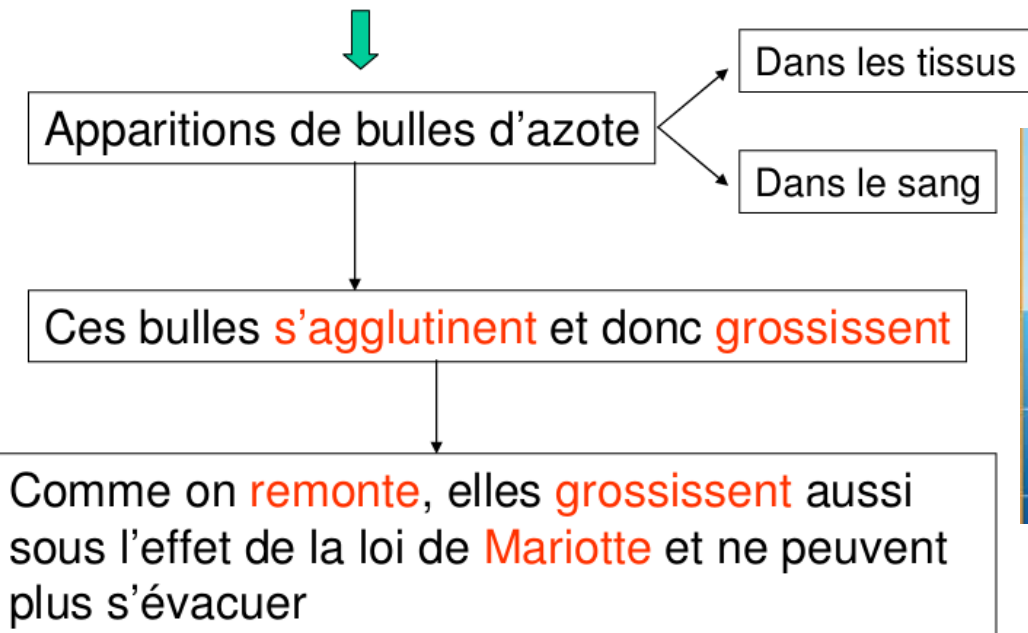 Dans les tissus
Apparitions de bulles d'azote
Dans le sang
Ces bulles s'agglutinent et donc grossissent
Comme on remonte, elles grossissent aussi
sous l'effet de la loi de Mariotte et ne peuvent
plus s'évacuer